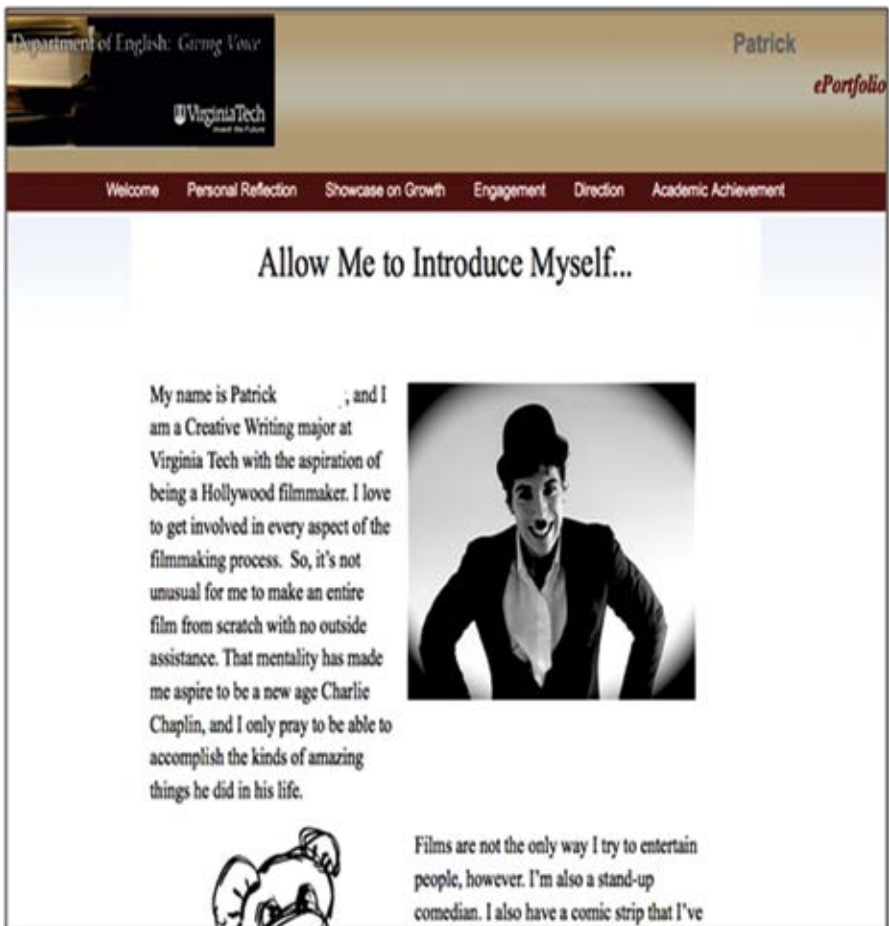 Department of English: Giving Voice
Patrick
ePortfolio
VirginiaTech
Invent the Future
Welcome Personal Reflection Showcase on Growth Engagement Direction Academic Achievement
Allow Me to Introduce Myself...
My name is Patrick , and I
am a Creative Writing major at
Virginia Tech with the aspiration of
being a Hollywood filmmaker. I love
to get involved in every aspect of the
filmmaking process. So, it's not
unusual for me to make an entire
film from scratch with no outside
assistance. That mentality has made
me aspire to be a new age Charlie
Chaplin, and I only pray to be able to
accomplish the kinds of amazing
things he did in his life.
Films are not the only way I try to entertain
people, however. I'm also a stand-up
comedian. I also have a comic strip that I've